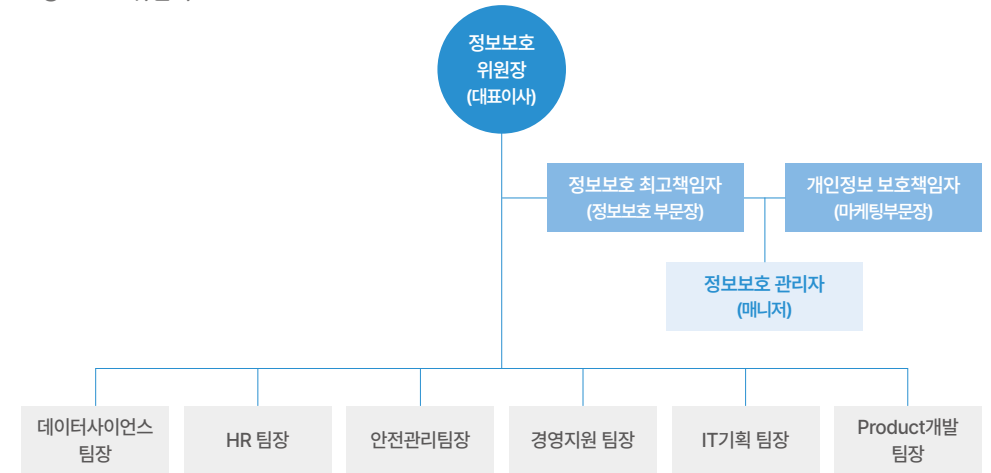 정보보호
위원장
(대표이사)
정보보호 최고책임자
(정보보호 부문장)
개인정보 보호책임자
(마케팅부문장)
정보보호 관리자
(매니저)
데이터사이언스
팀장
HR 팀장
안전관리팀장
경영지원 팀장
IT기획 팀장
Product개발
팀장